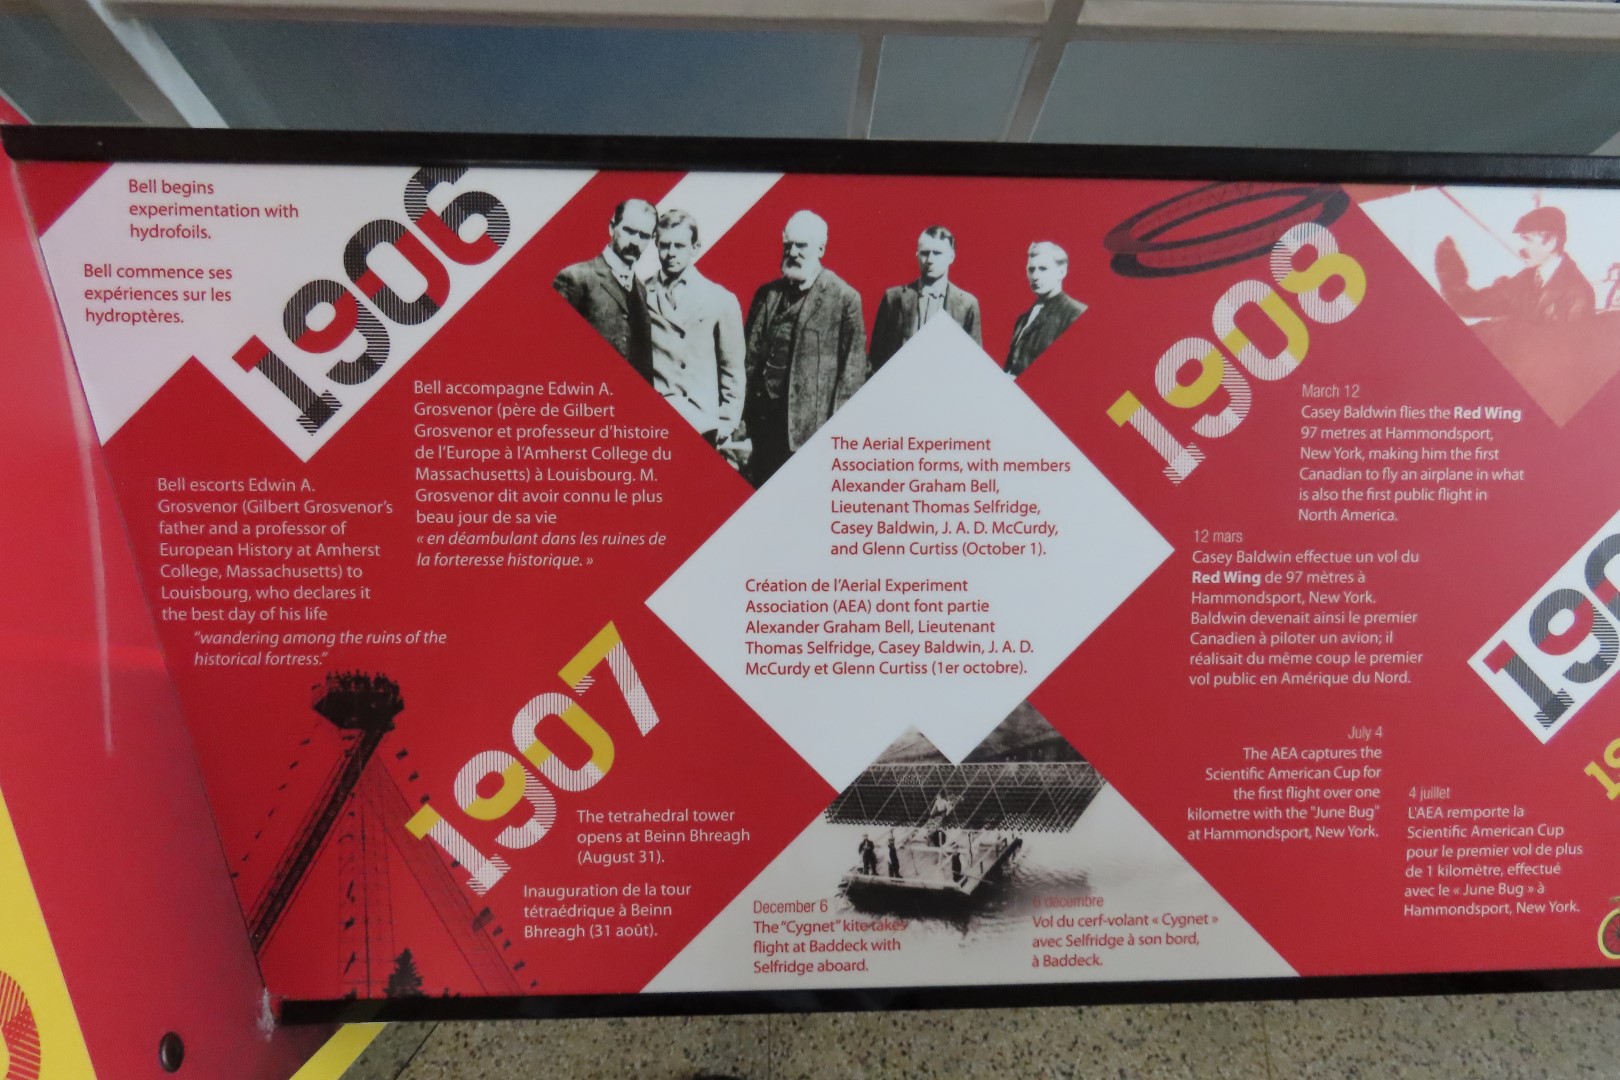 Bell begins
experimentation with
hydrofoils.
Bell commence ses
expériences sur les
hydroptères.
1906
Bell escorts Edwin A.
Grosvenor (Gilbert Grosvenor's
father and a professor of
European History at Amherst
College, Massachusetts) to
Louisbourg, who declares it
the best day of his life
"wandering among the ruins of the
historical fortress."
Bell accompagne Edwin A.
Grosvenor (père de Gilbert
Grosvenor et professeur d'histoire
de l'Europe à l'Amherst College du
Massachusetts) à Louisbourg. M.
Grosvenor dit avoir connu le plus
beau jour de sa vie
« en déambulant dans les ruines de
la forteresse historique. »
1907
The tetrahedral tower
opens at Beinn Bhreagh
(August 31).
Inauguration de la tour
tétraédrique à Beinn
Bhreagh (31 août).
The Aerial Experiment
Association forms, with members
Alexander Graham Bell,
Lieutenant Thomas Selfridge,
Casey Baldwin, J. A. D. McCurdy,
and Glenn Curtiss (October 1).
Création de l'Aerial Experiment
Association (AEA) dont font partie
Alexander Graham Bell, Lieutenant
Thomas Selfridge, Casey Baldwin, J. A. D.
McCurdy et Glenn Curtiss (1er octobre).
December 6
The "Cygnet" kite takes
flight at Baddeck with
Selfridge aboard.
6 décembre
Vol du cerf-volant « Cygnet »
avec Selfridge à son bord,
à Baddeck.
1908
March 12
Casey Baldwin flies the Red Wing
97 metres at Hammondsport,
New York, making him the first
Canadian to fly an airplane in what
is also the first public flight in
North America.
12 mars
Casey Baldwin effectue un vol du
Red Wing de 97 mètres à
Hammondsport, New York.
Baldwin devenait ainsi le premier
Canadien à piloter un avion; il
réalisait du même coup le premier
vol public en Amérique du Nord.
July 4
The AEA captures the
Scientific American Cup for
the first flight over one
kilometre with the "June Bug"
at Hammondsport, New York.
4 juillet
L'AEA remporte la
Scientific American Cup
pour le premier vol de plus
de 1 kilomètre, effectué
avec le « June Bug » à
Hammondsport, New York.